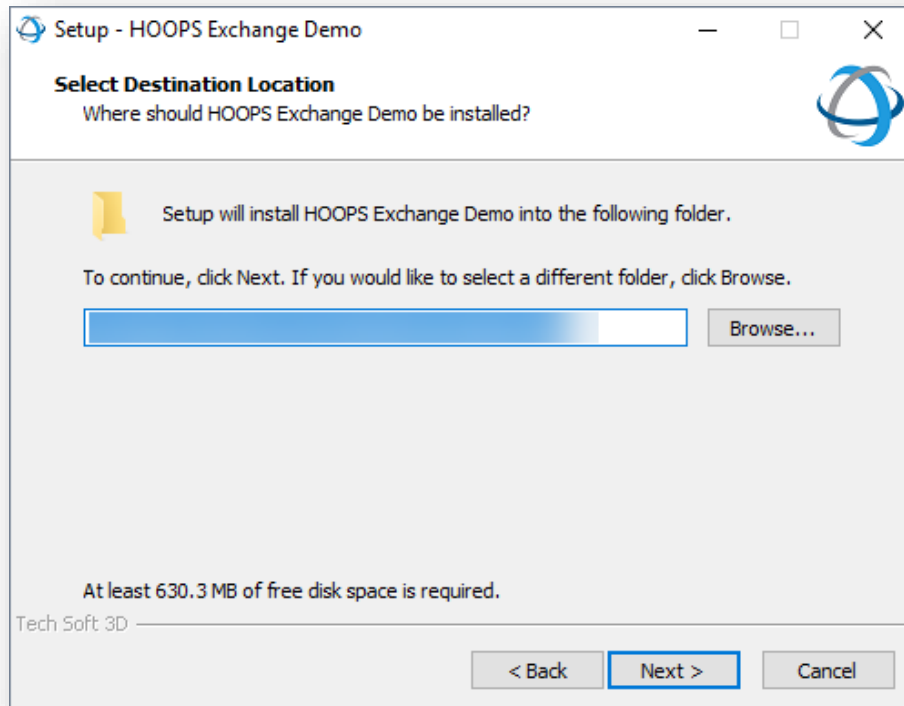 Setup - HOOPS Exchange Demo
Select Destination Location
Where should HOOPS Exchange Demo be installed?
Setup will install HOOPS Exchange Demo into the following folder.
To continue, click Next. If you would like to select a different folder, click Browse.
Browse...
At least 630.3 MB of free disk space is required.
Tech Soft 3D
< Back
Next >
Cancel